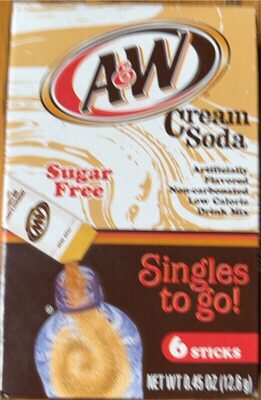 A&W
Cream
Soda
Sugar
Free
Artificially
Flavored
Non-carbonated
Low Calorie
Drink Mix
A&W
Singles
to go!
6 STICKS
NET WT 0.45 OZ (12.6g)